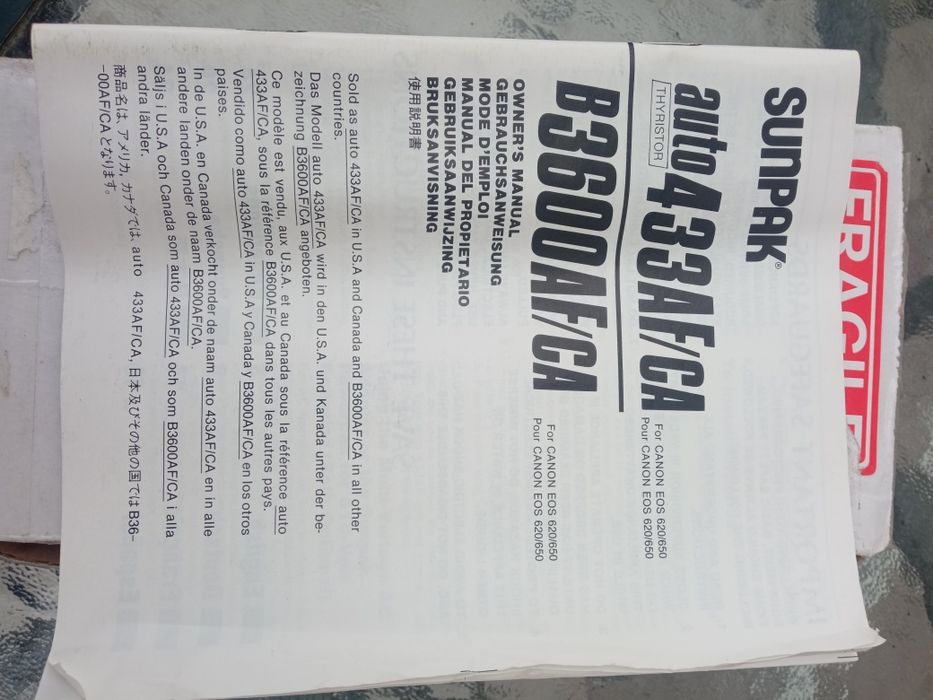 SUNPAK®
auto433AF/CA
THYRISTOR
For CANON EOS 620/650
Pour CANON EOS 620/650
B3600AF/CA
For CANON EOS 620/650
Pour CANON EOS 620/650
OWNER'S MANUAL
GEBRAUCHSANWEISUNG
MODE D'EMPLOI
MANUAL DEL PROPIETARIO
GEBRUIKSAANWIJZING
BRUKSANVISNING
使用説明書
Sold as auto 433AF/CA in U.S.A and Canada and B3600AF/CA in all other
countries.
Das Modell auto 433AF/CA wird in den U.S.A. und Kanada unter der be-
zeichnung B3600AF/CA angeboten.
Ce modèle est vendu, aux U.S.A. et au Canada sous la référence auto
433AF/CA, sous la référence B3600AF/CA dans tous les autres pays.
Vendido como auto 433AF/CA in U.S.A y Canada y B3600AF/CA en los otros
paises.
In de U.S.A. en Canada verkocht onder de naam auto 433AF/CA en in alle
andere landen onder de naam B3600AF/CA.
Säljs i U.S.A och Canada som auto 433AF/CA och som B3600AF/CA i alla
andra länder.
商品名は、アメリカ, カナダでは、auto 433AF/CA, 日本及びその他の国ではB36-
-00AF/CAとなります。
FRAGILE